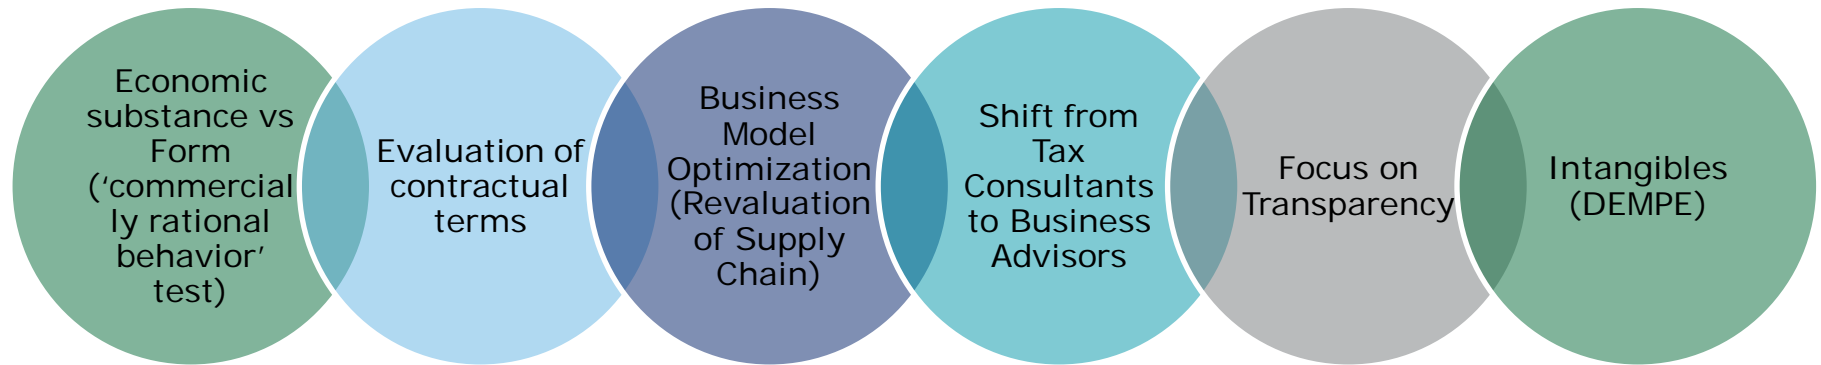 Economic
substance vs
Form
(‘commercial
ly rational
behavior’
test)
Evaluation of
contractual
terms
Business
Model
Optimization
(Revaluation
of Supply
Chain)
Shift from
Tax
Consultants
to Business
Advisors
Focus on
Transparency
Intangibles
(DEMPE)